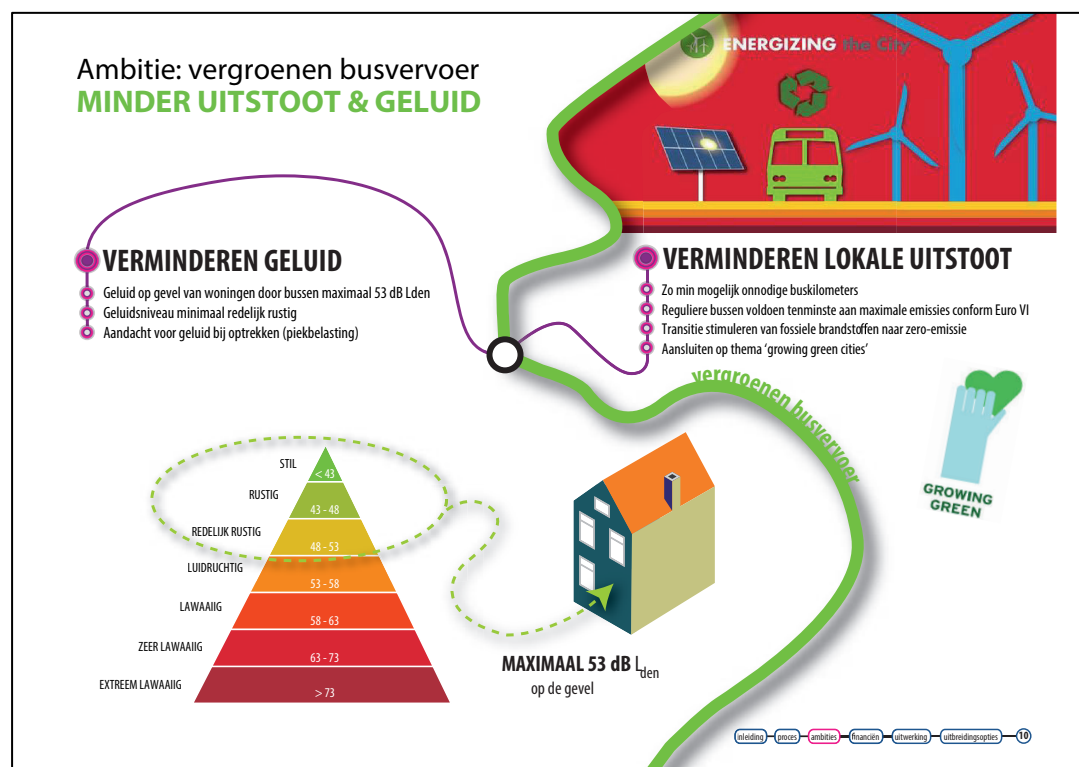 Ambitie: vergroenen busvervoer
MINDER UITSTOOT & GELUID
ENERGIZING the City
VERMINDEREN GELUID
Geluid op gevel van woningen door bussen maximaal 53 dB Lden
Geluidsniveau minimaal redelijk rustig
Aandacht voor geluid bij optrekken (piekbelasting)
VERMINDEREN LOKALE UITSTOOT
Zo min mogelijk onnodige buskilometers
Reguliere bussen voldoen tenminste aan maximale emissies conform Euro VI
Transitie stimuleren van fossiele brandstoffen naar zero-emissie
Aansluiten op thema ‘growing green cities’
vergroenen busvervoer
GROWING
GREEN
STIL
< 43
RUSTIG
43 - 48
REDELIJK RUSTIG
48 - 53
LUIDRUCHTIG
53 - 58
LAWAAIIG
58 - 63
ZEER LAWAAIIG
63 - 73
EXTREEM LAWAAIIG
> 73
MAXIMAAL 53 dB Lden
op de gevel
inleiding proces ambities financiën uitwerking uitbreidingsopties 10